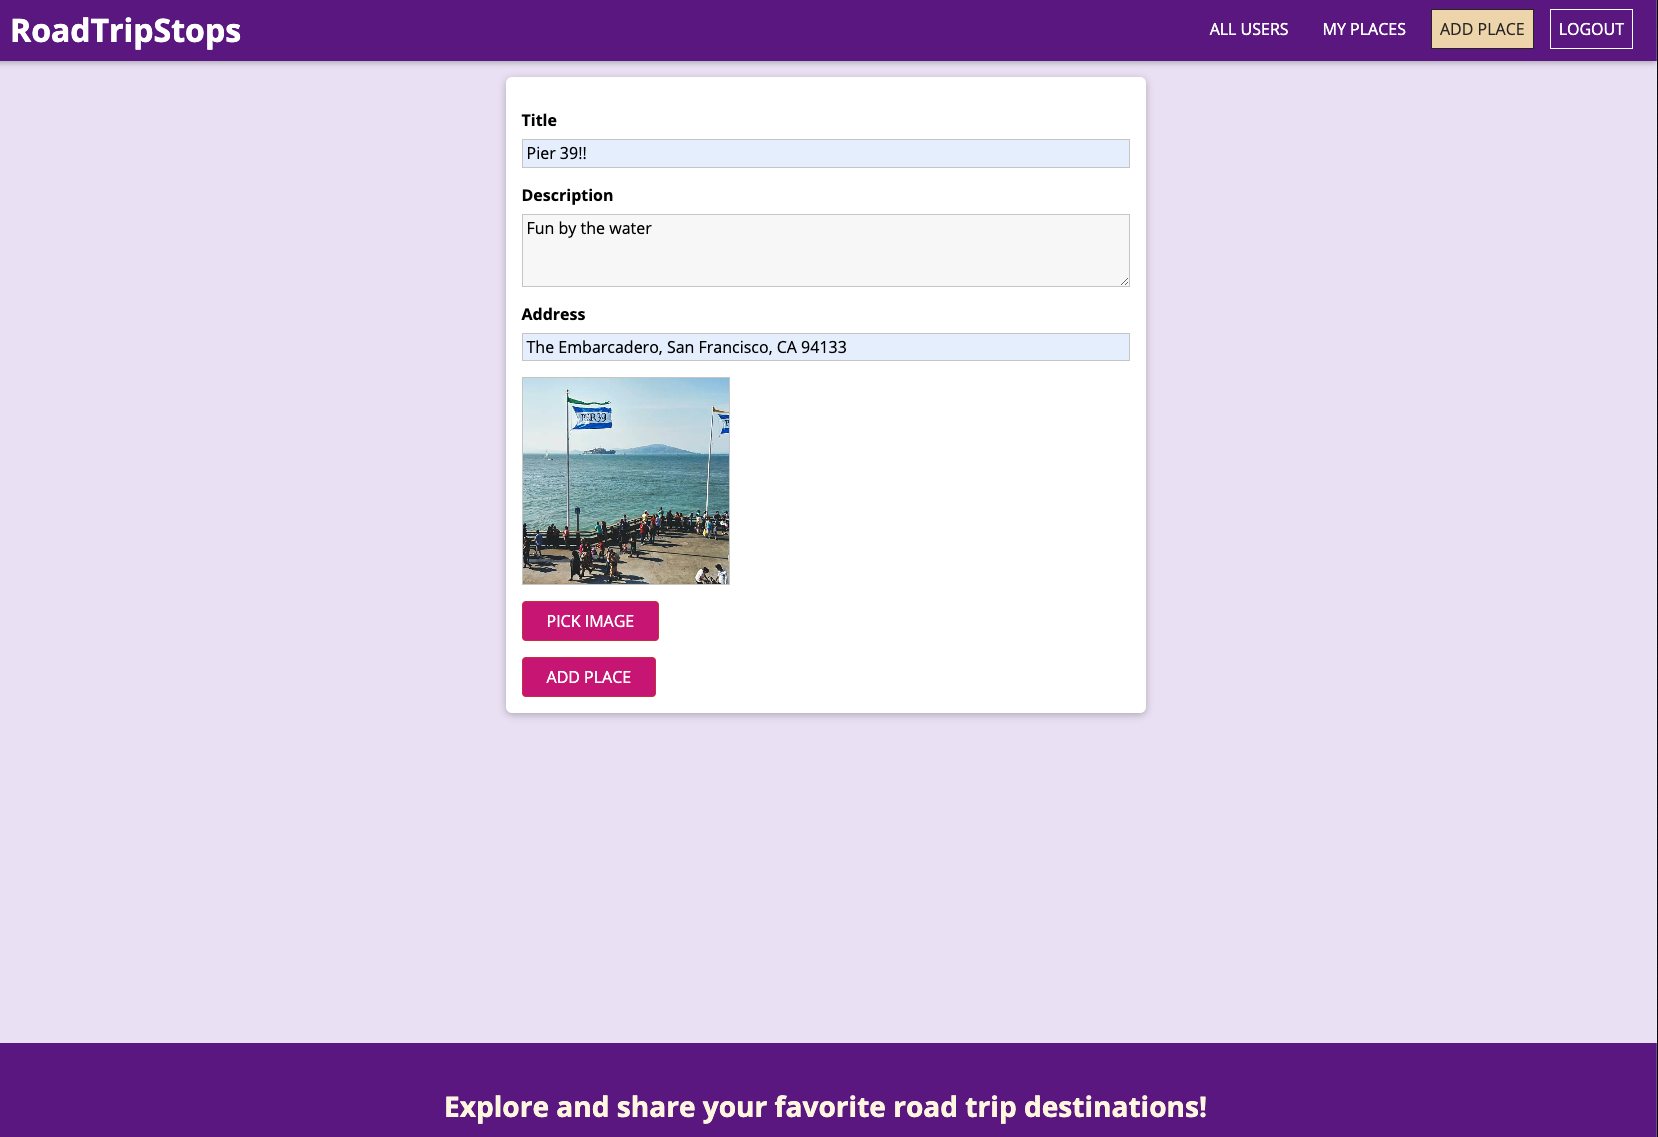 RoadTripStops
ALL USERS
MY PLACES
ADD PLACE
LOGOUT
Title
Pier 39!!
Description
Fun by the water
Address
The Embarcadero, San Francisco, CA 94133
PIER 39
PICK IMAGE
ADD PLACE
Explore and share your favorite road trip destinations!